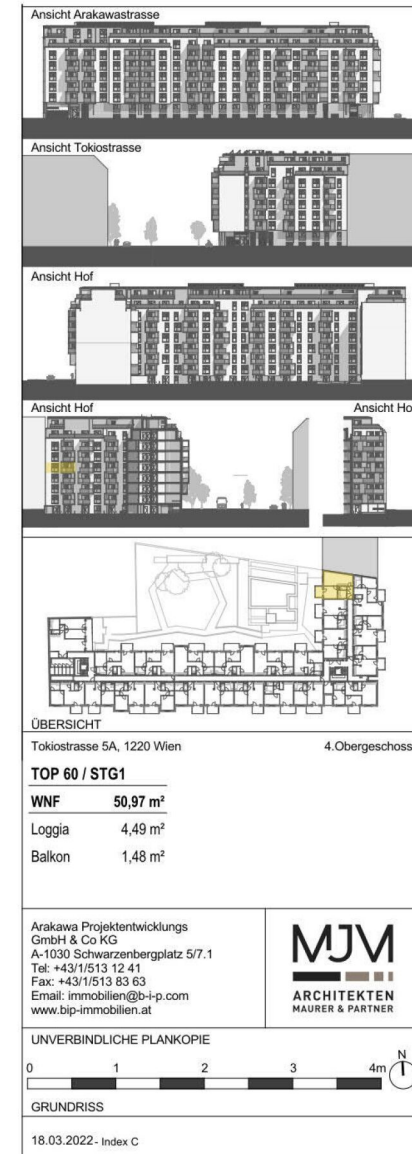 Ansicht Arakawastrasse
Ansicht Tokiostrasse
Ansicht Hof
Ansicht Hof
Ansicht Ho
ÜBERSICHT
Tokiostrasse 5A, 1220 Wien
4.Obergeschoss
TOP 60 / STG1
WNF 50,97 m²
Loggia 4,49 m²
Balkon 1,48 m²
Arakawa Projektentwicklungs
GmbH & Co KG
A-1030 Schwarzenbergplatz 5/7.1
Tel: +43/1/513 12 41
Fax: +43/1/513 83 63
Email: immobilien@b-i-p.com
www.bip-immobilien.at
MJM
ARCHITEKTEN
MAURER & PARTNER
UNVERBINDLICHE PLANKOPIE
0 1 2 3 4m
N
GRUNDRISS
18.03.2022- Index C